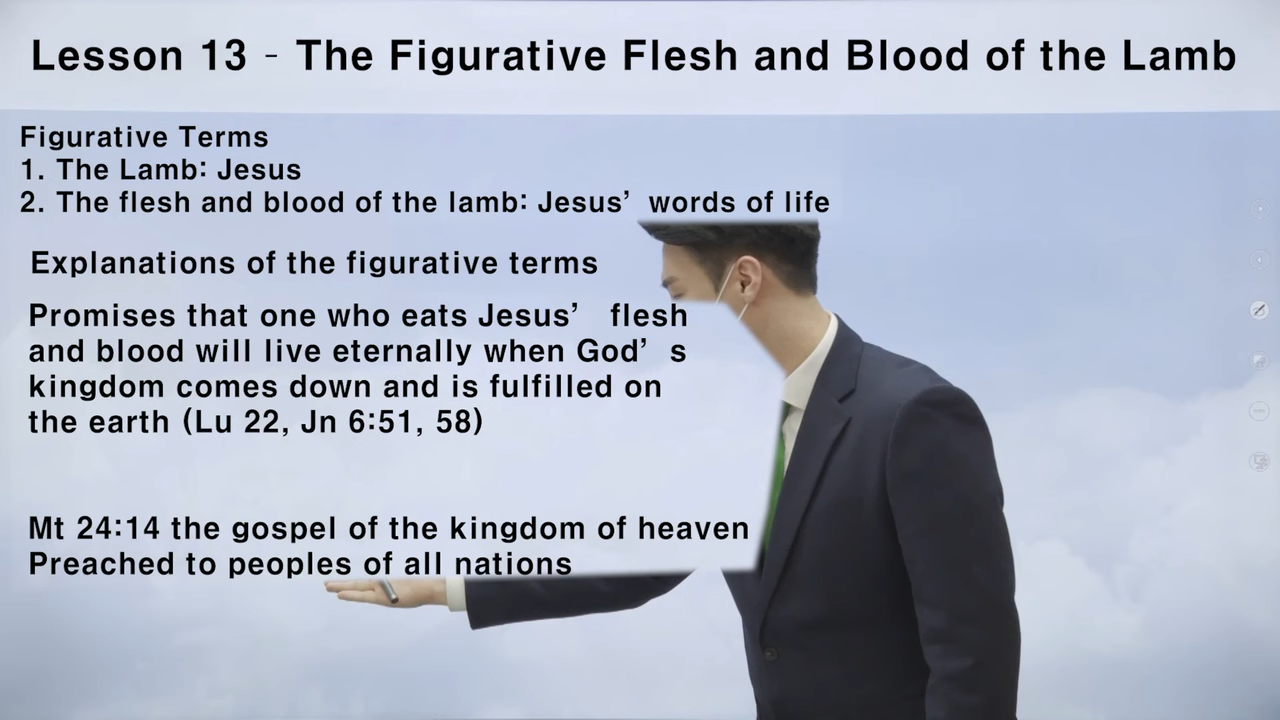 Lesson 13 - The Figurative Flesh and Blood of the Lamb
Figurative Terms
1. The Lamb: Jesus
2. The flesh and blood of the lamb: Jesus’ words of life
Explanations of the figurative terms
Promises that one who eats Jesus’ flesh
and blood will live eternally when God’ s
kingdom comes down and is fulfilled on
the earth (Lu 22, Jn 6:51, 58)
Mt 24:14 the gospel of the kingdom of heaven
Preached to peoples of all nations